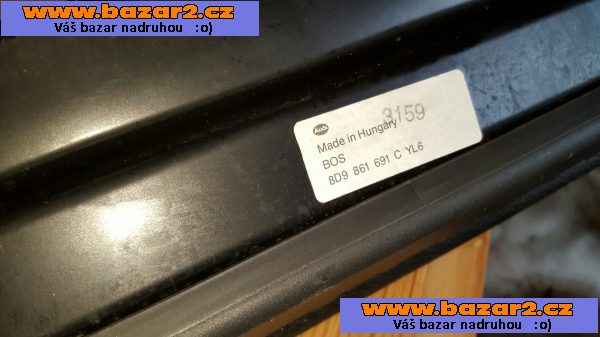 www.bazar2.cz
Váš bazar nadruhou :o)
3159
Audi
Made in Hungary
BOS
8D9 861 691 C YL6
www.bazar2.cz
Váš bazar nadruhou :o)